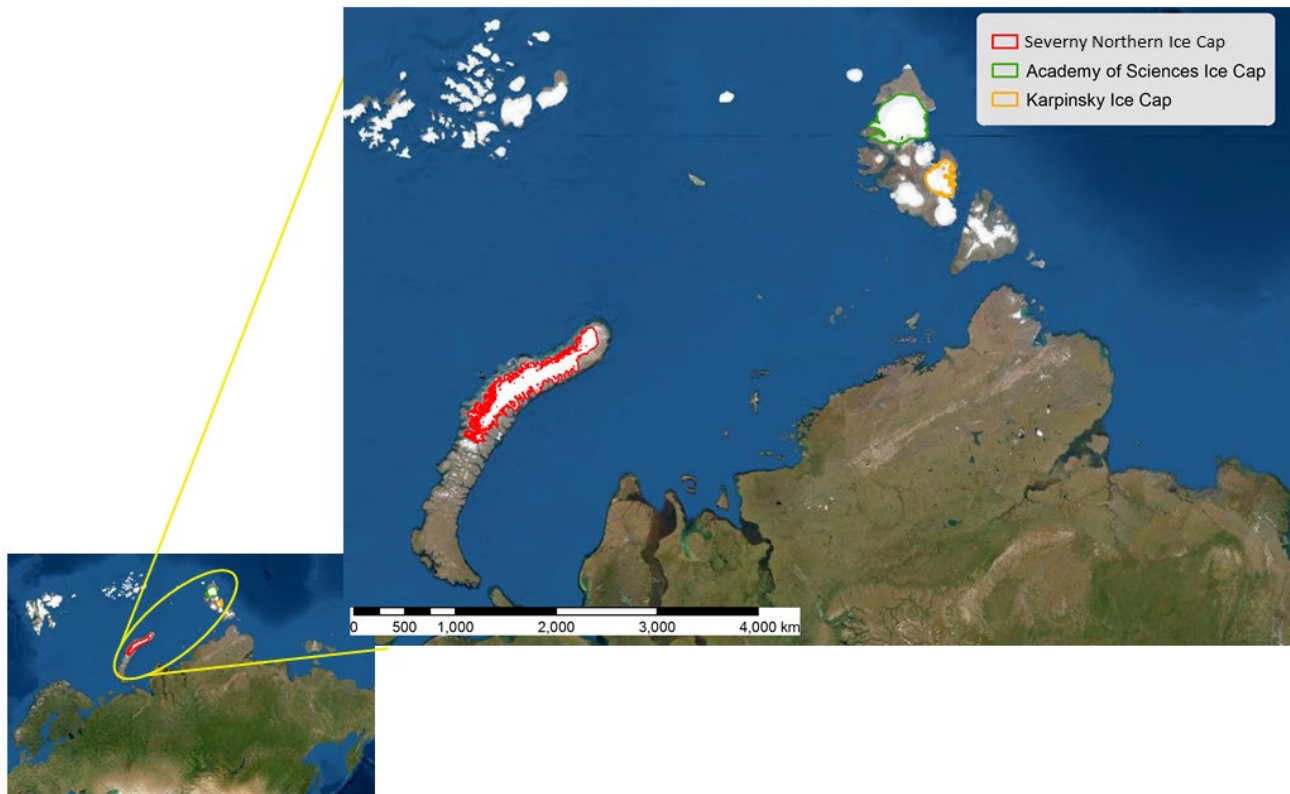 Severny Northern Ice Cap
Academy of Sciences Ice Cap
Karpinsky Ice Cap
0 500 1,000 2,000 3,000 4,000 km